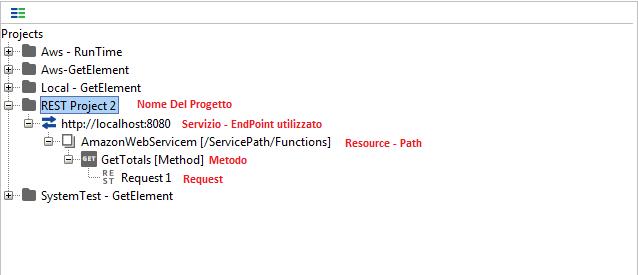 Projects
Aws - RunTime
Aws-GetElement
Local - GetElement
REST Project 2 Nome Del Progetto
http://localhost:8080 Servizio - EndPoint utilizzato
AmazonWebServicem [/ServicePath/Functions] Resource - Path
GET GetTotals [Method] Metodo
RE ST Request 1 Request
SystemTest - GetElement